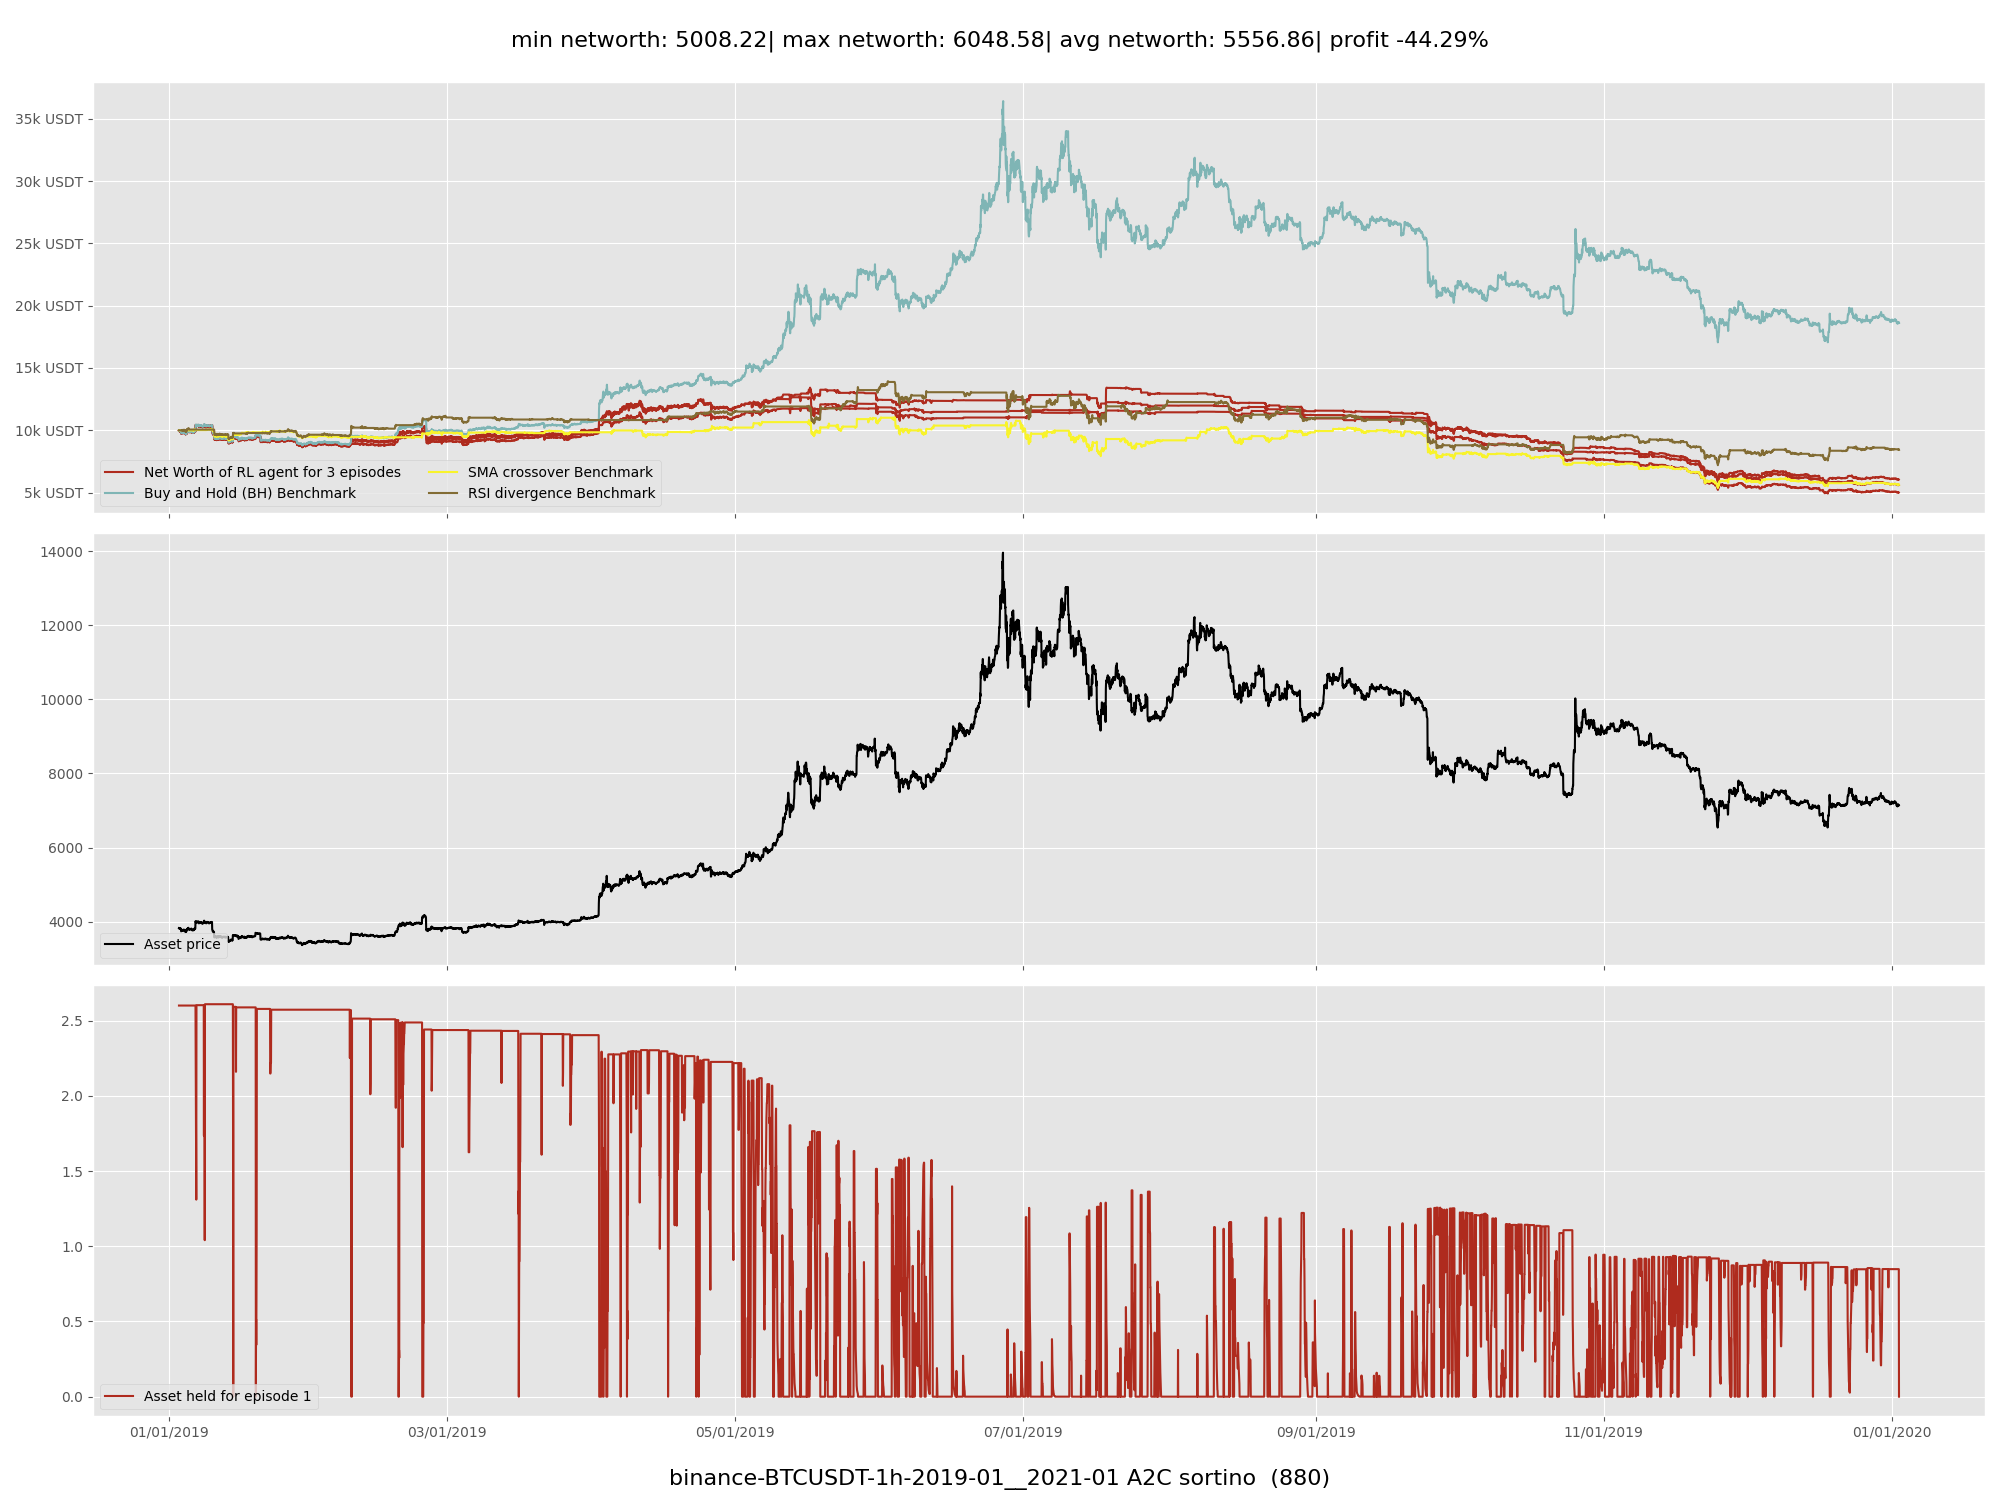 min networth: 5008.22| max networth: 6048.58| avg networth: 5556.86| profit -44.29%
35k USDT
30k USDT
25k USDT
20k USDT
15k USDT
10k USDT
5k USDT
Net Worth of RL agent for 3 episodes
Buy and Hold (BH) Benchmark
SMA crossover Benchmark
RSI divergence Benchmark
14000
12000
10000
8000
6000
4000
Asset price
2.5
2.0
1.5
1.0
0.5
0.0
Asset held for episode 1
01/01/2019 03/01/2019 05/01/2019 07/01/2019 09/01/2019 11/01/2019 01/01/2020
binance-BTCUSDT-1h-2019-01__2021-01 A2C sortino (880)